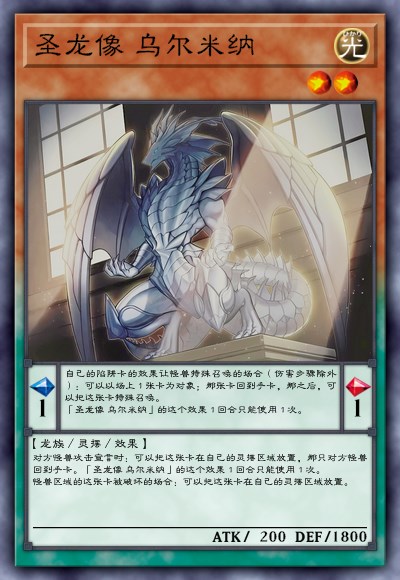 圣龙像 乌尔米纳
光
自己的陷阱卡的效果让怪兽特殊召唤的场合（伤害步骤除外
）：可以以场上1张卡为对象；那张卡回到手卡，那之后，可
以把这张卡特殊召唤。
「圣龙像 乌尔米纳」的这个效果1回合只能使用1次。
1
1
【龙族／灵摆／效果】
对方怪兽攻击宣言时：可以把这张卡在自己的灵摆区域放置，那只对方怪兽
回到手卡。「圣龙像 乌尔米纳」的这个效果1回合只能使用1次。
怪兽区域的这张卡被破坏的场合：可以把这张卡在自己的灵摆区域放置。
ATK/ 200 DEF/1800